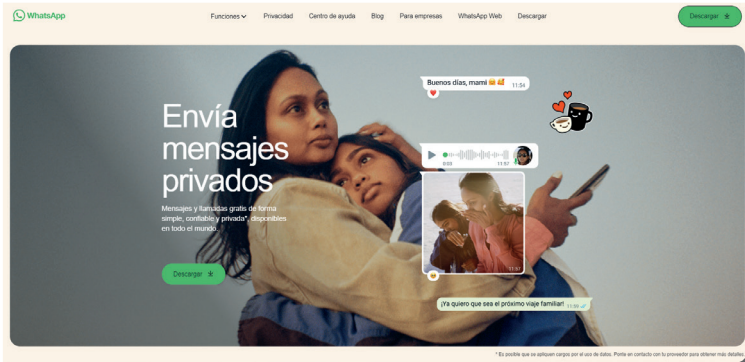 WhatsApp
Funciones
Privacidad
Centro de ayuda
Blog
Para empresas
WhatsApp Web
Descargar
Descargar
Envía
mensajes
privados
Mensajes y llamadas gratis de forma
simple, confiable y privada*, disponibles
en todo el mundo.
Descargar
Buenos días, mami
11:54
0:05
11:57
11:51
¡Ya quiero que sea el próximo viaje familiar!
11:59
* Es posible que se apliquen cargos por el uso de datos. Ponte en contacto con tu proveedor para obtener más detalles.